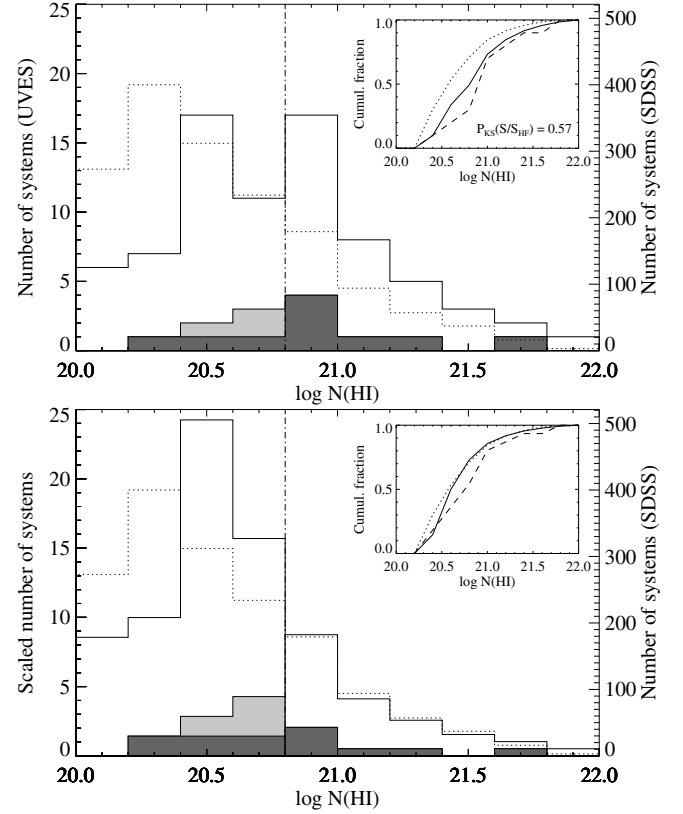 25
20
15
10
5
0
Number of systems (UVES)
500
400
300
200
100
0
Number of systems (SDSS)
20.0 20.5 21.0 21.5 22.0
log N(HI)
1.0
0.5
0.0
Cumul. fraction
P_KS(S/S_HF) = 0.57
20.0 20.5 21.0 21.5 22.0
log N(HI)
25
20
15
10
5
0
Scaled number of systems
500
400
300
200
100
0
Number of systems (SDSS)
20.0 20.5 21.0 21.5 22.0
log N(HI)
1.0
0.5
0.0
Cumul. fraction
20.0 20.5 21.0 21.5 22.0
log N(HI)